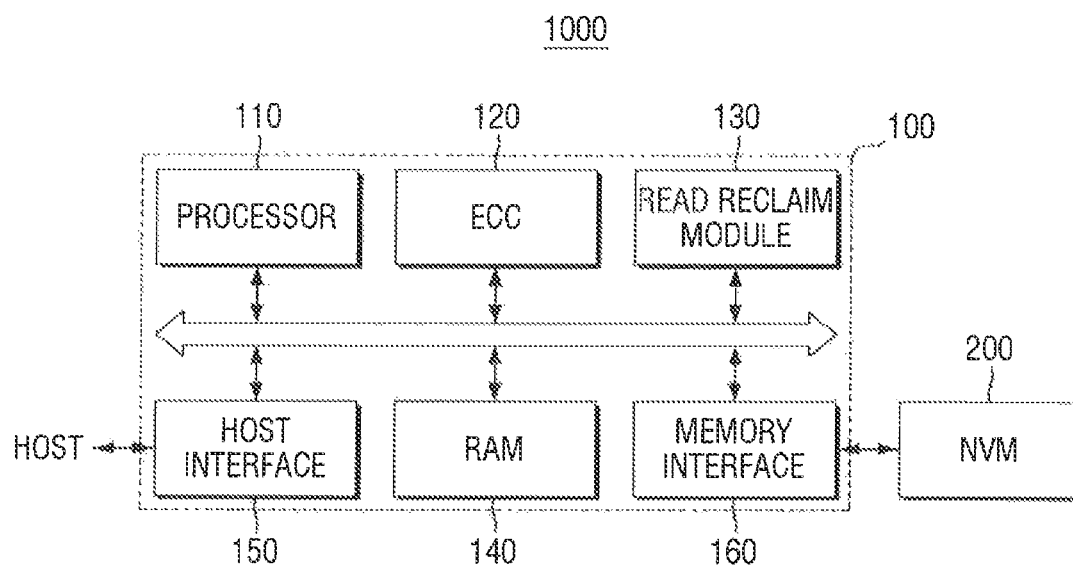 1000
110
120
130
100
PROCESSOR
ECC
READ RECLAIM
MODULE
200
HOST
HOST
INTERFACE
RAM
MEMORY
INTERFACE
NVM
150
140
160